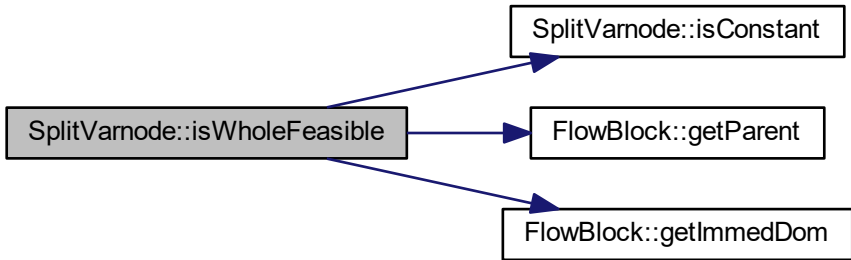 SplitVarnode::isConstant
SplitVarnode::isWholeFeasible
FlowBlock::getParent
FlowBlock::getImmedDom